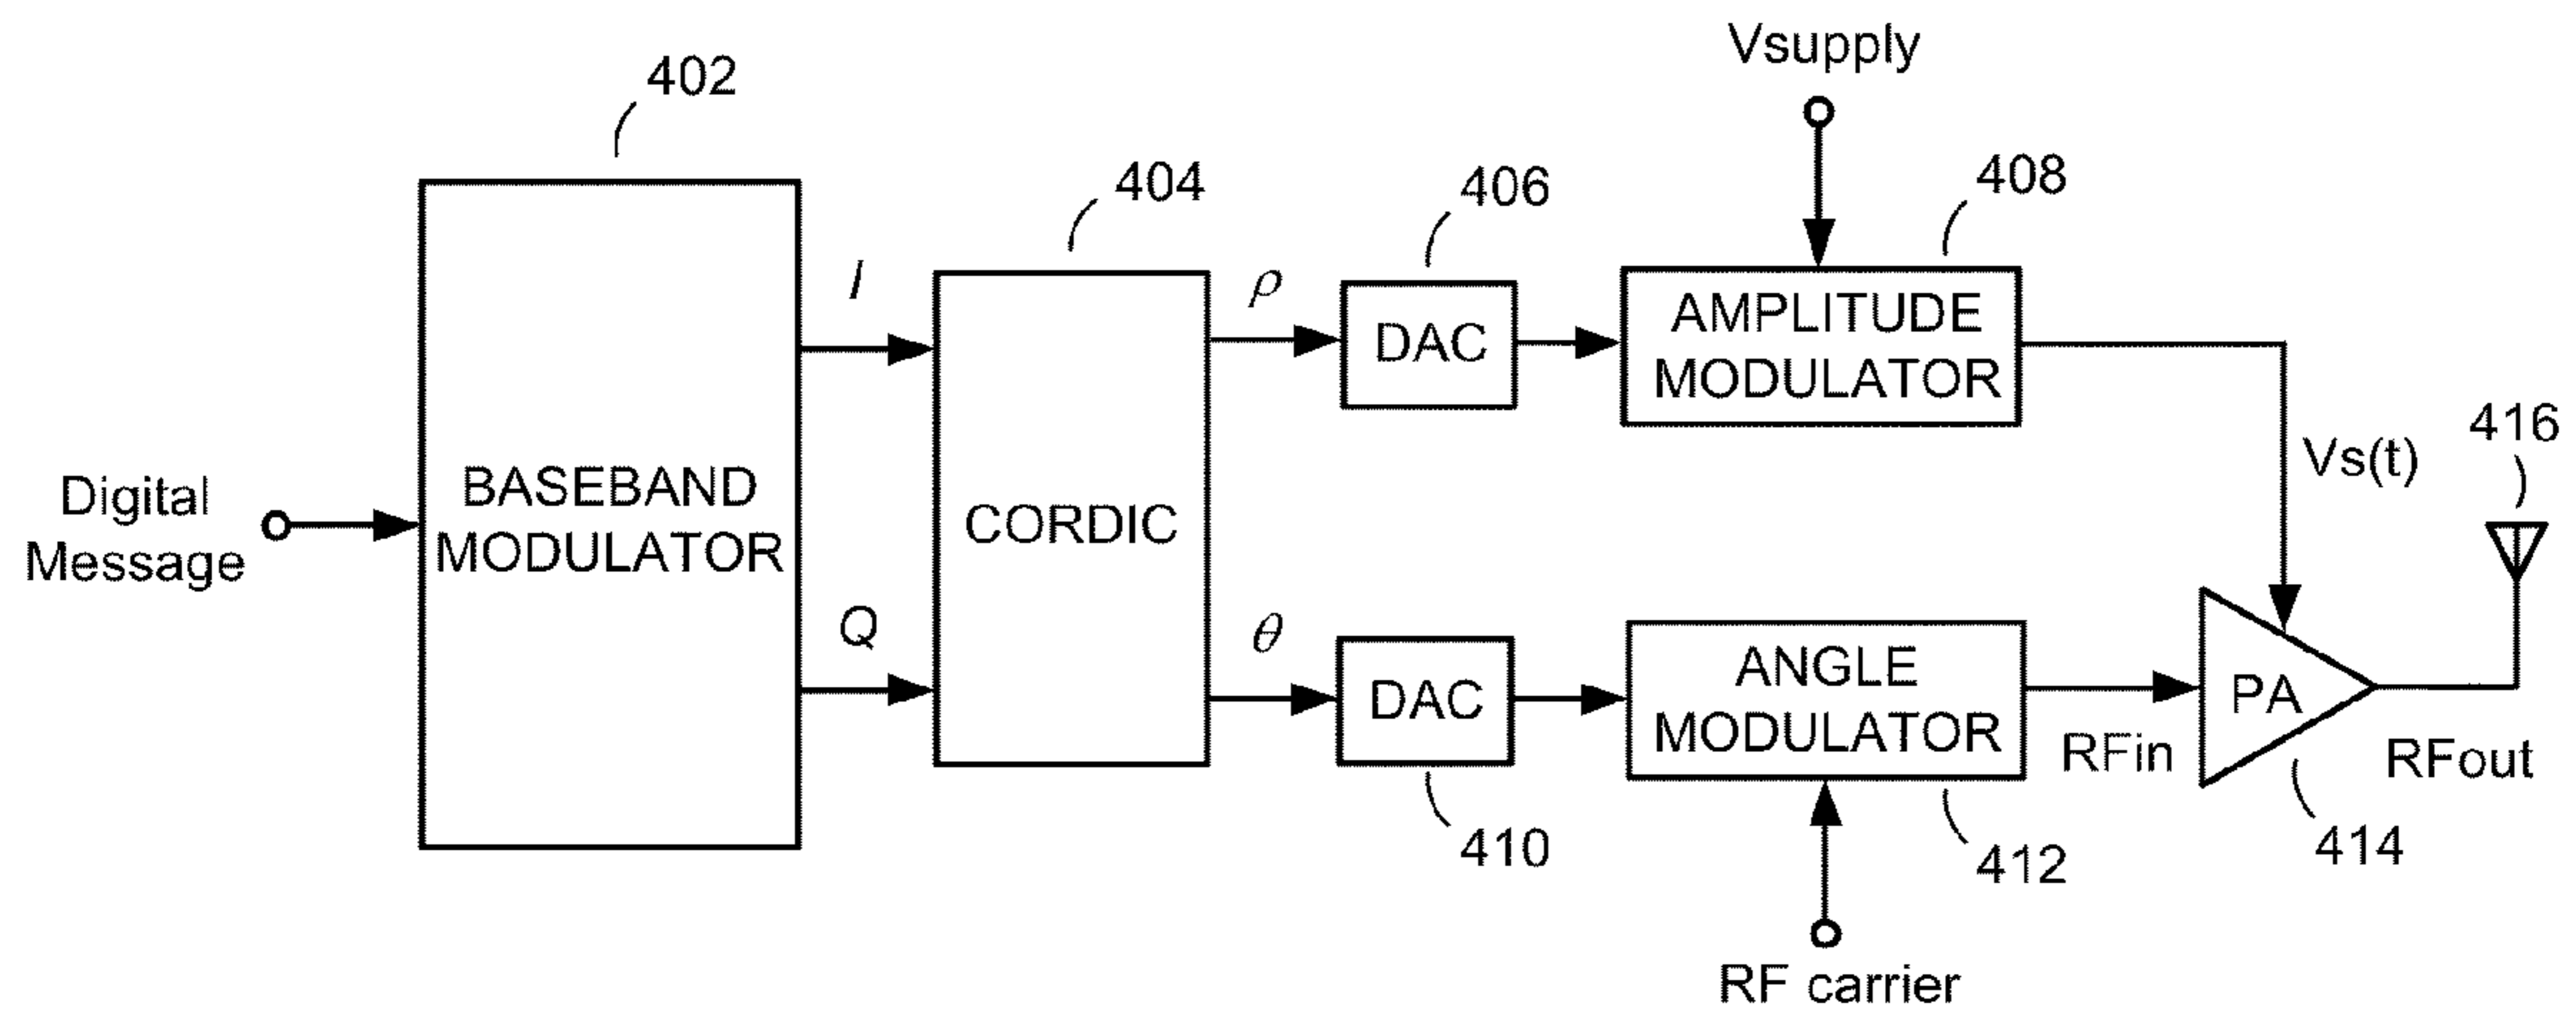 Vsupply
402
404
406
408
I
ρ
DAC
AMPLITUDE
MODULATOR
416
Vs(t)
Digital
Message
BASEBAND
MODULATOR
CORDIC
Q
θ
DAC
ANGLE
MODULATOR
PA
RFin
RFout
410
412
414
RF carrier